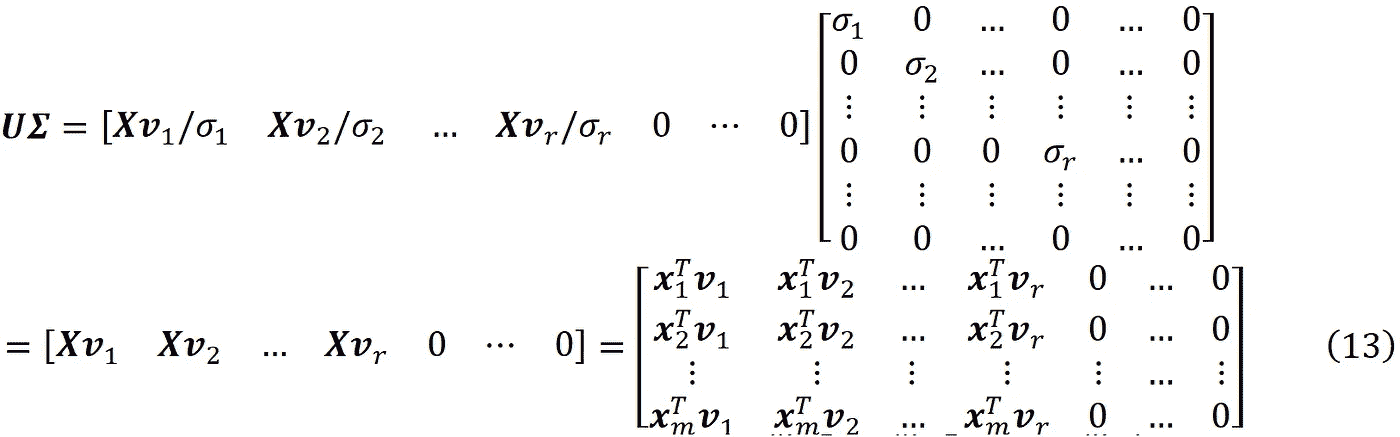 𝑼𝜮 = [𝑿𝒗₁/σ₁ 𝑿𝒗₂/σ₂ … 𝑿𝒗ᵣ/σᵣ 0 ⋯ 0] [σ₁ 0 … 0 … 0
0 σ₂ … 0 … 0
⋮ ⋮ ⋮ ⋮ ⋮ ⋮
0 0 0 σᵣ … 0
⋮ ⋮ ⋮ ⋮ ⋮ ⋮
0 0 … 0 … 0]
= [𝑿𝒗₁ 𝑿𝒗₂ … 𝑿𝒗ᵣ 0 ⋯ 0] = [𝒙₁ᵀ𝒗₁ 𝒙₁ᵀ𝒗₂ … 𝒙₁ᵀ𝒗ᵣ 0 … 0
𝒙₂ᵀ𝒗₁ 𝒙₂ᵀ𝒗₂ … 𝒙₂ᵀ𝒗ᵣ 0 … 0
⋮ ⋮ ⋮ ⋮ ⋮ … ⋮
𝒙ₘᵀ𝒗₁ 𝒙ₘᵀ𝒗₂ … 𝒙ₘᵀ𝒗ᵣ 0 … 0] (13)